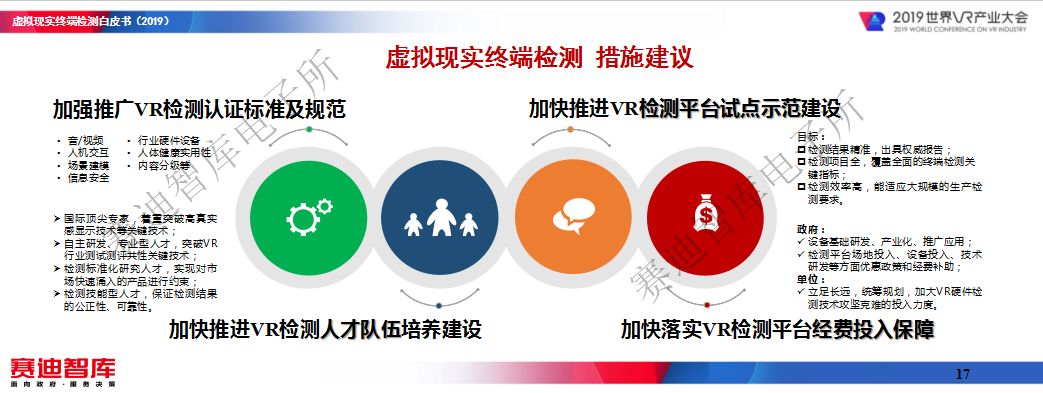 虚拟现实终端检测白皮书（2019）
2019世界VR产业大会
2019 WORLD CONFERENCE ON VR INDUSTRY
虚拟现实终端检测 措施建议
加强推广VR检测认证标准及规范
• 音/视频
• 人机交互
• 场景建模
• 信息安全
• 行业硬件设备
• 人体健康实用性
• 内容分级等
加快推进VR检测平台试点示范建设
目标：
检测结果精准，出具权威报告；
检测项目全，覆盖全面的终端检测关
键指标；
检测效率高，能适应大规模的生产检
测要求。
$
➢ 国际顶尖专家，着重突破高真实
感显示技术等关键技术；
➢ 自主研发、专业型人才，突破VR
行业测试测评共性关键技术；
➢ 检测标准化研究人才，实现对市
场快速涌入的产品进行约束；
➢ 检测技能型人才，保证检测结果
的公正性、可靠性。
加快推进VR检测人才队伍培养建设
政府：
✓ 设备基础研发、产业化、推广应用；
✓ 检测平台场地投入、设备投入、技术
研发等方面优惠政策和经费补助；
单位：
✓ 立足长远，统筹规划，加大VR硬件检
测技术攻坚克难的投入力度。
加快落实VR检测平台经费投入保障
赛迪智库电子所
赛迪智库电子所
赛迪智库
面向政府·服务决策
17